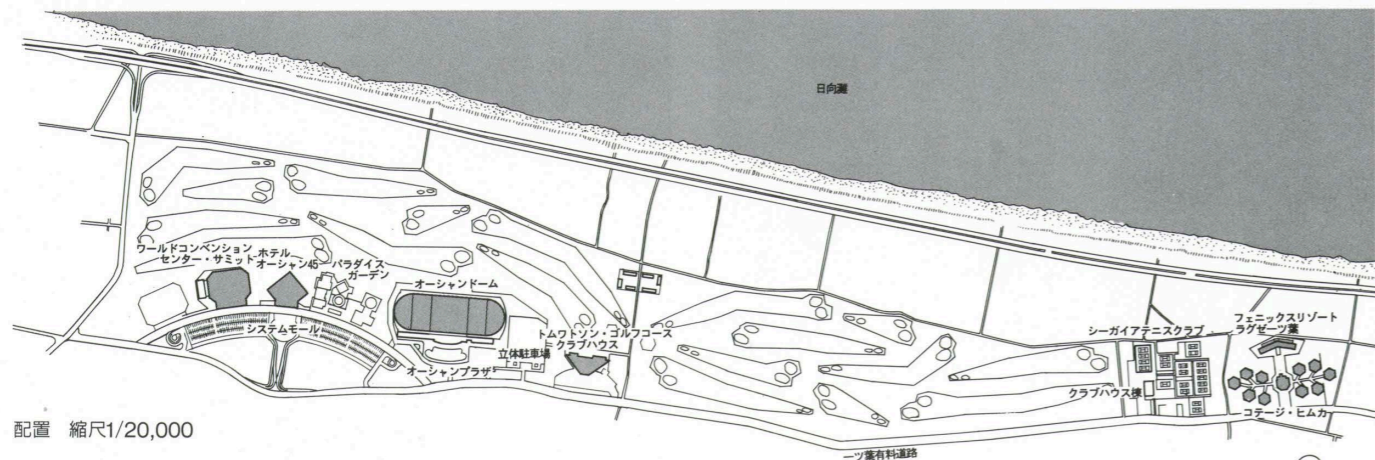 日向灘
ワールドコンベンション
センター・サミット
ホテル
オーシャン45
パラダイス
ガーデン
オーシャンドーム
システムモール
トムワトソン・ゴルフコース
クラブハウス
立体駐車場
オーシャンプラザ
シーガイアテニスクラブ
フェニックスリゾート
ラグゼーツ葉
クラブハウス棟
コテージ・ヒムカ
配置 縮尺1/20,000
一ツ葉有料道路